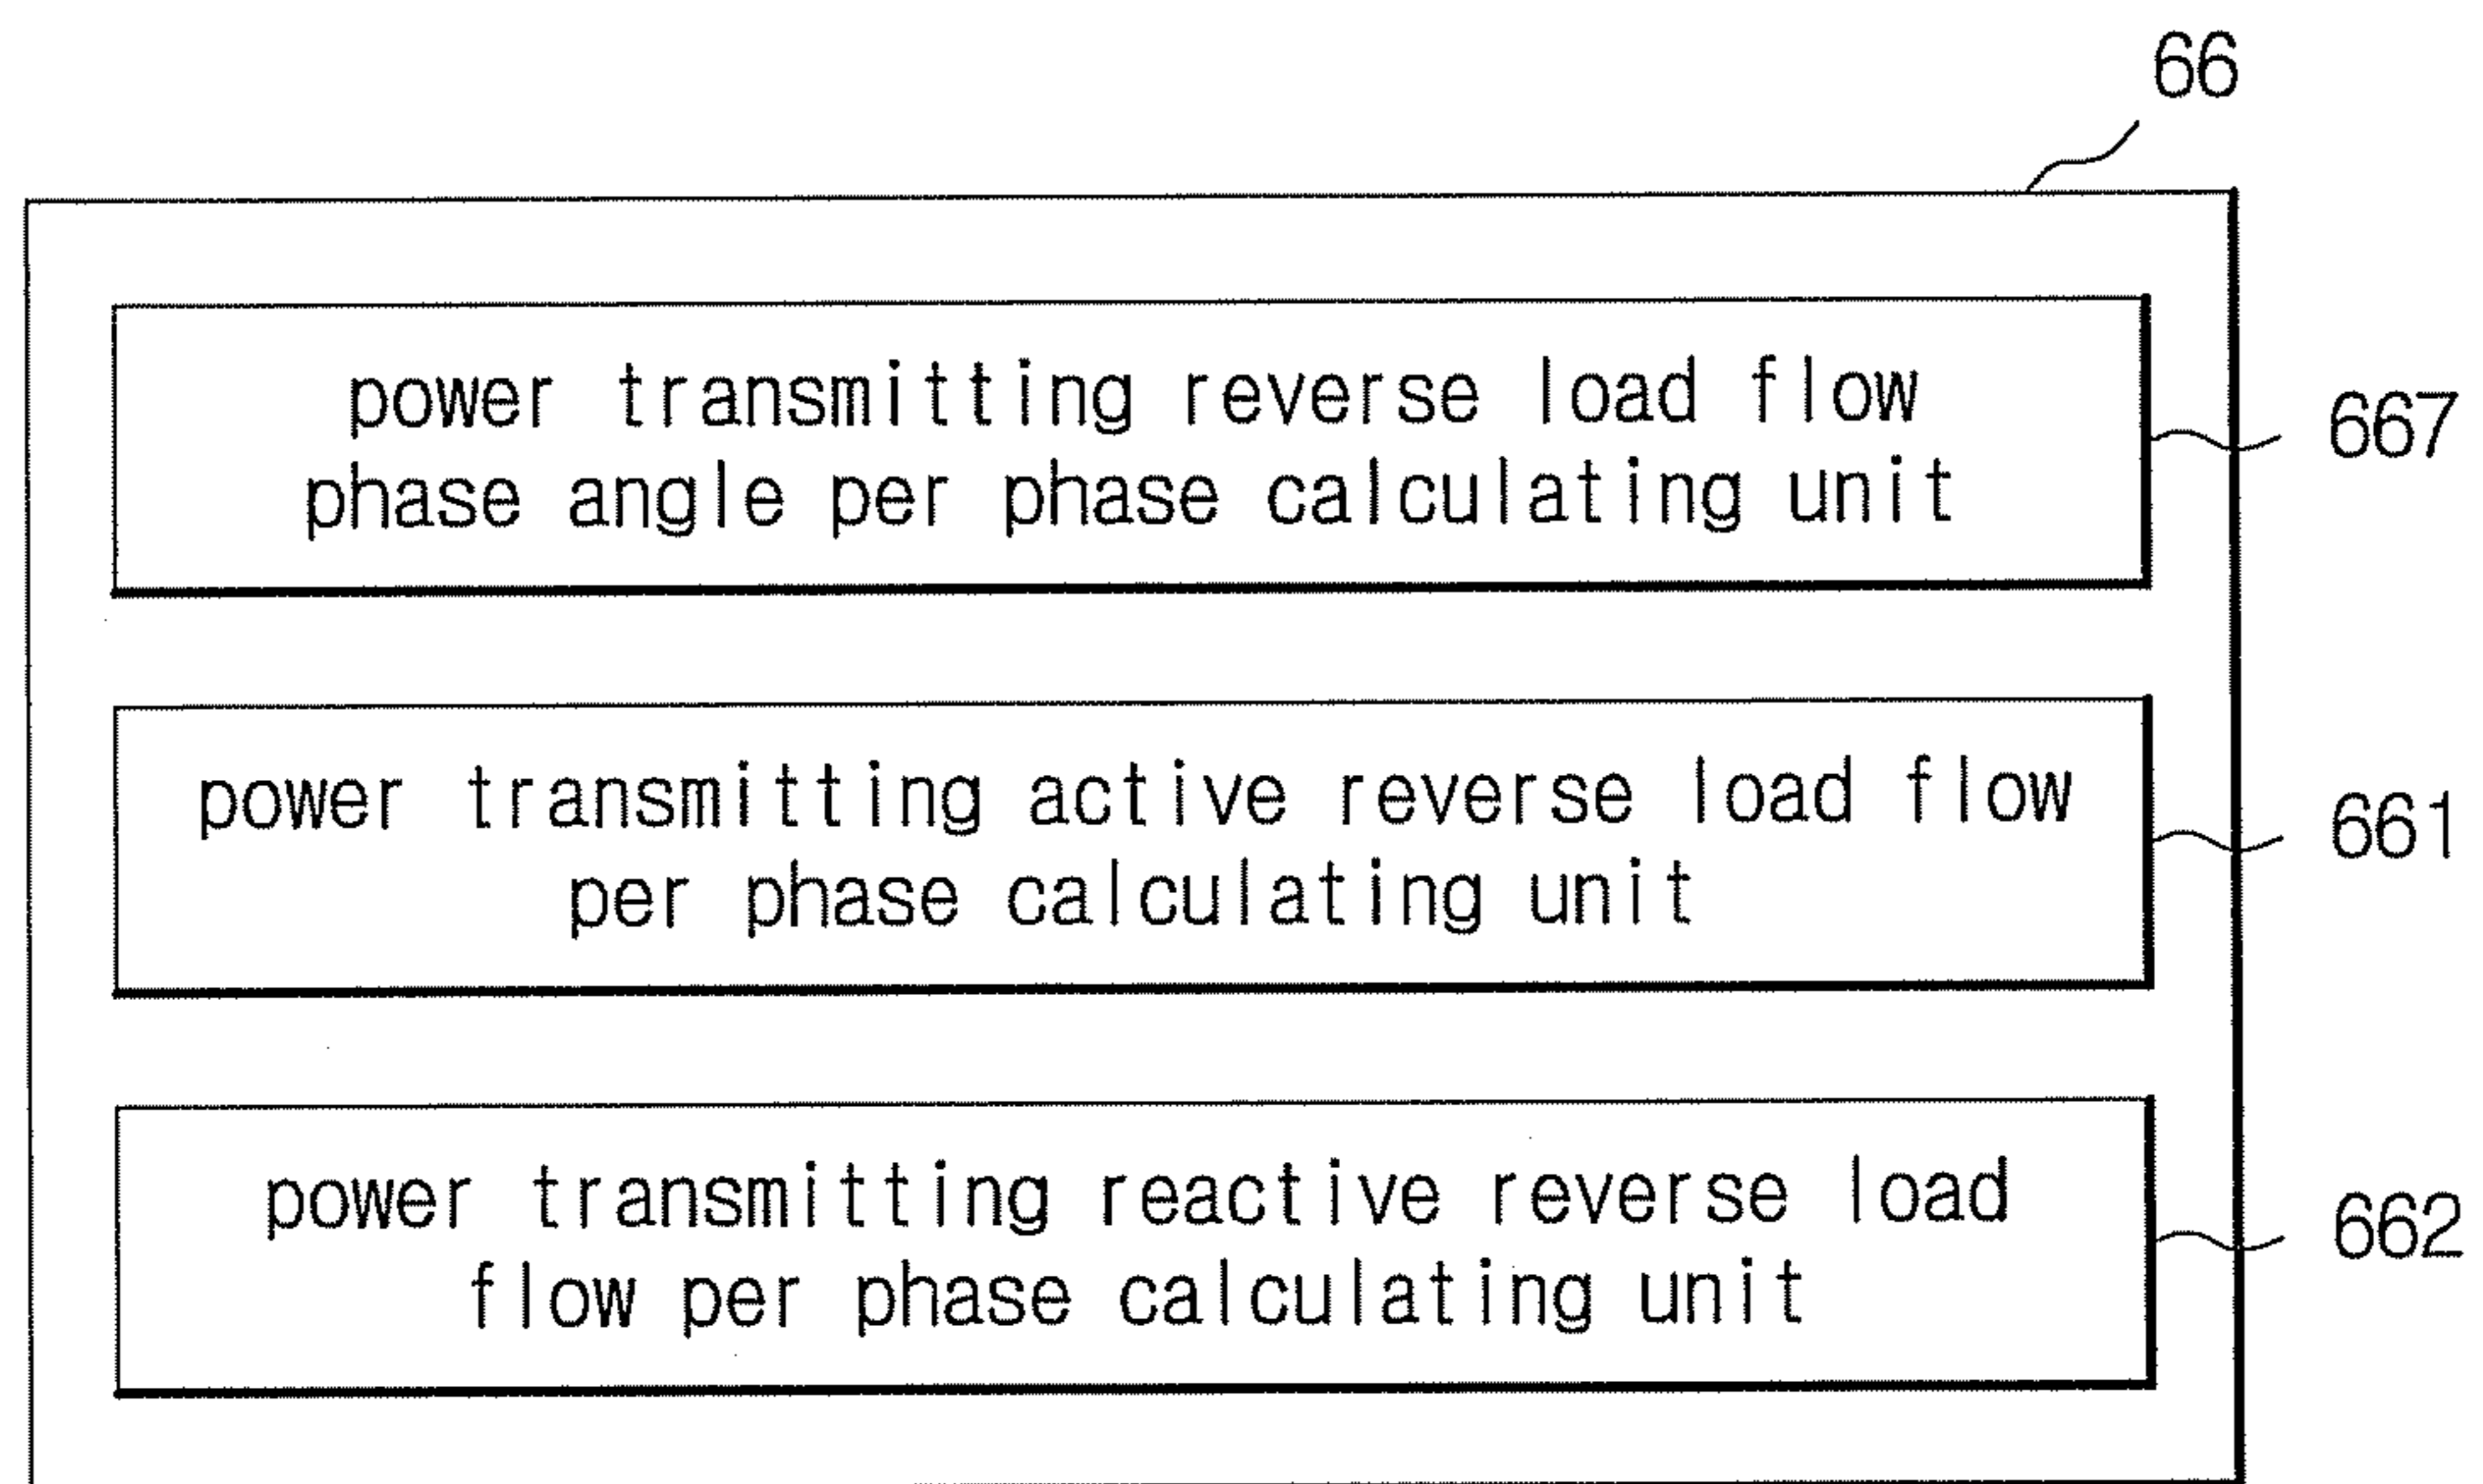 66
power transmitting reverse load flow
phase angle per phase calculating unit
667
power transmitting active reverse load flow
per phase calculating unit
661
power transmitting reactive reverse load
flow per phase calculating unit
662